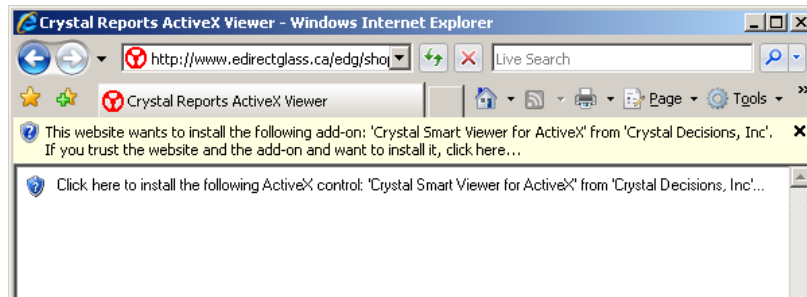 Crystal Reports ActiveX Viewer - Windows Internet Explorer
http://www.edirectglass.ca/edg/sho
Live Search
Crystal Reports ActiveX Viewer
Page
Tools
This website wants to install the following add-on: 'Crystal Smart Viewer for ActiveX' from 'Crystal Decisions, Inc'.
If you trust the website and the add-on and want to install it, click here...
Click here to install the following ActiveX control: 'Crystal Smart Viewer for ActiveX' from 'Crystal Decisions, Inc'...